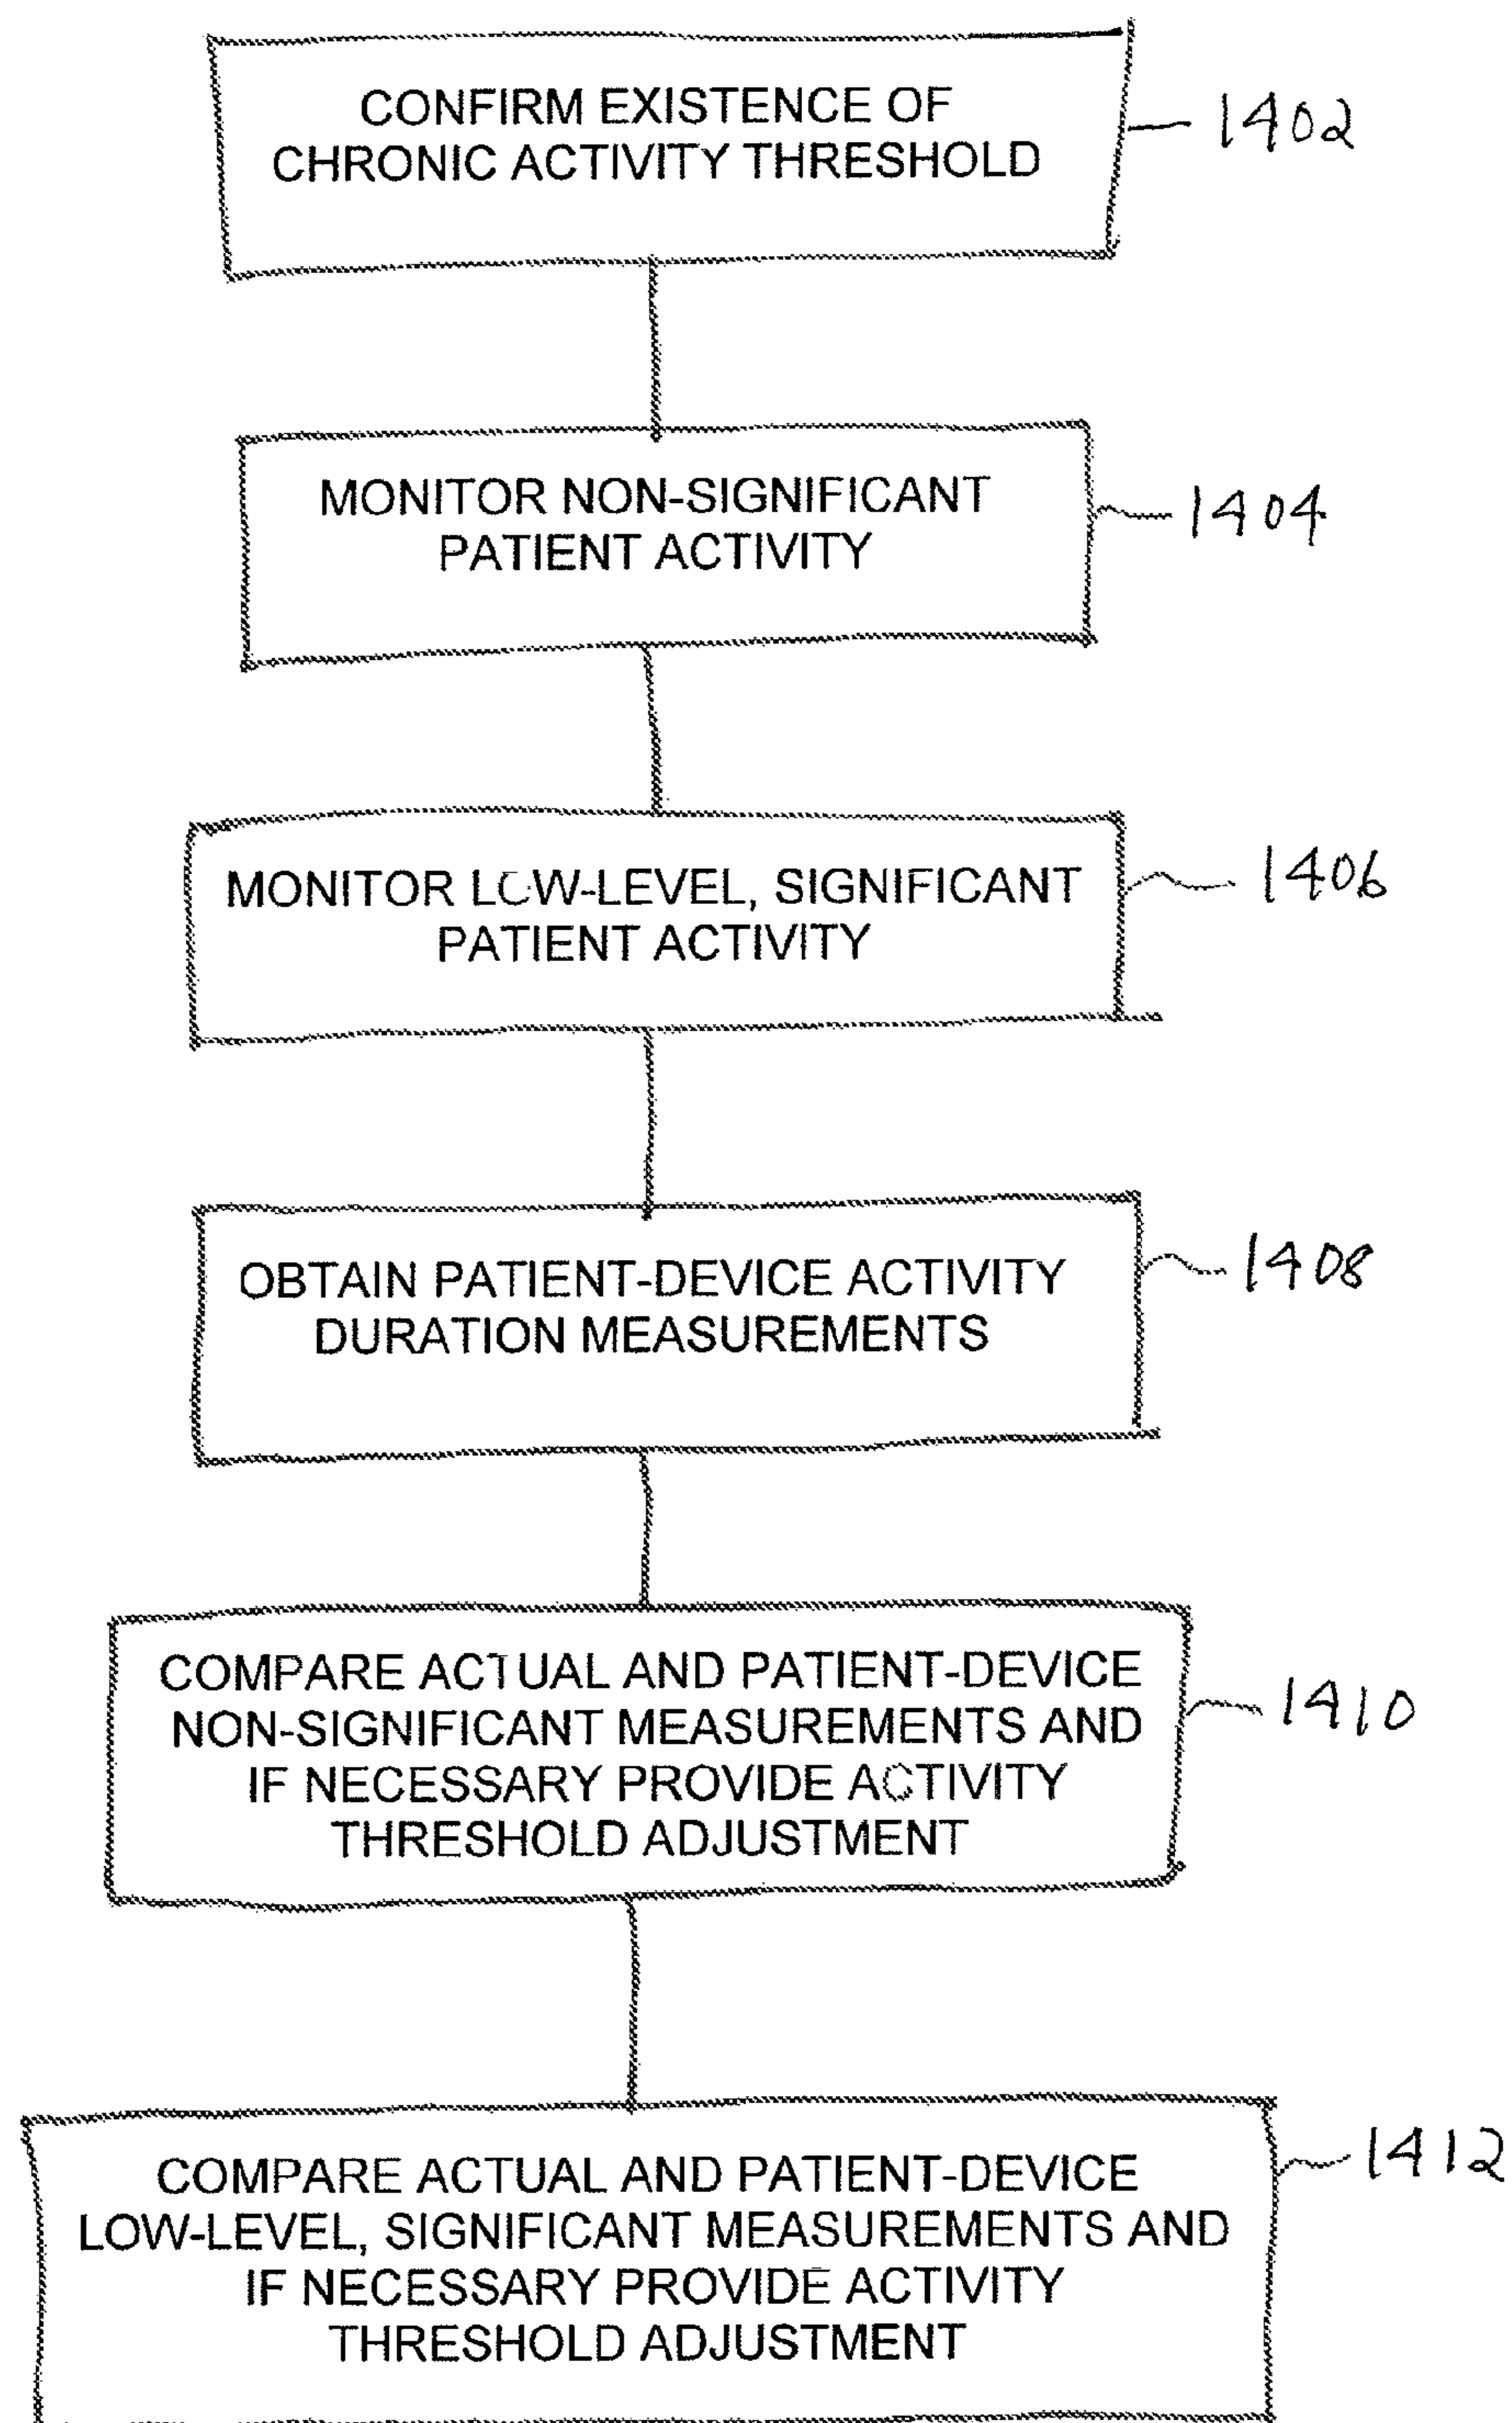 CONFIRM EXISTENCE OF
CHRONIC ACTIVITY THRESHOLD
1402
MONITOR NON-SIGNIFICANT
PATIENT ACTIVITY
1404
MONITOR LOW-LEVEL, SIGNIFICANT
PATIENT ACTIVITY
1406
OBTAIN PATIENT-DEVICE ACTIVITY
DURATION MEASUREMENTS
1408
COMPARE ACTUAL AND PATIENT-DEVICE
NON-SIGNIFICANT MEASUREMENTS AND
IF NECESSARY PROVIDE ACTIVITY
THRESHOLD ADJUSTMENT
1410
COMPARE ACTUAL AND PATIENT-DEVICE
LOW-LEVEL, SIGNIFICANT MEASUREMENTS AND
IF NECESSARY PROVIDE ACTIVITY
THRESHOLD ADJUSTMENT
1412